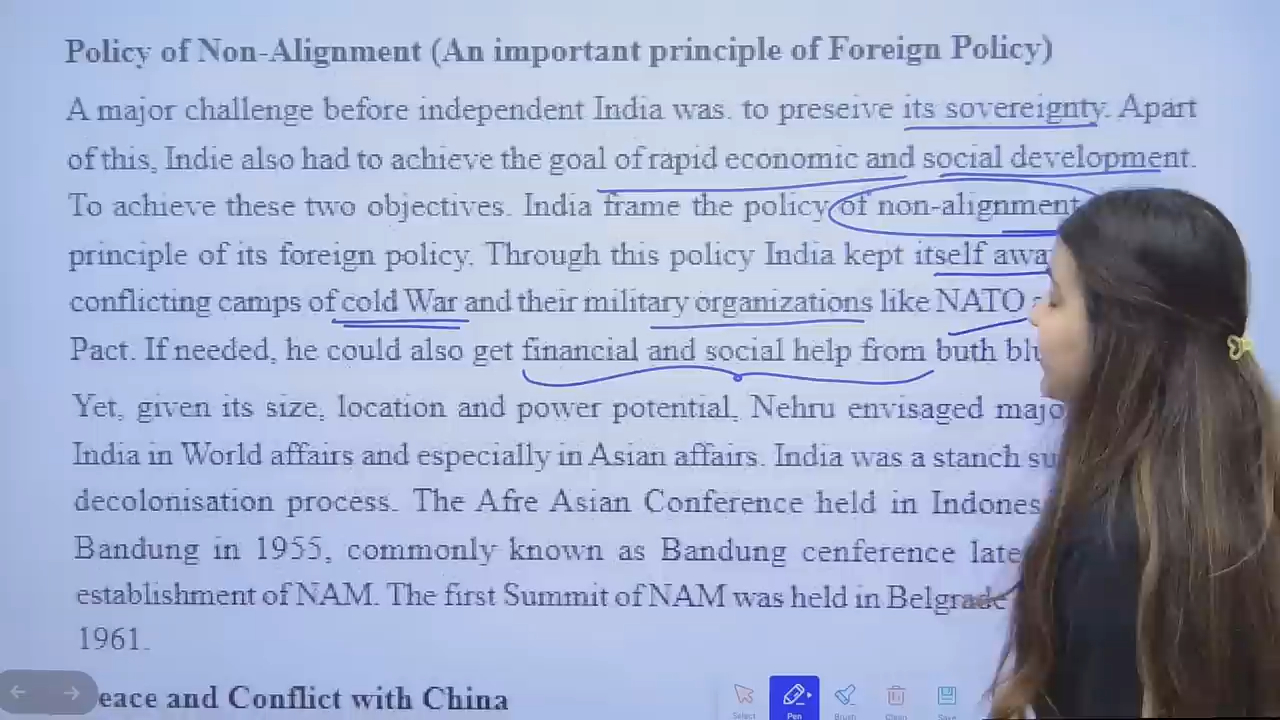 Policy of Non-Alignment (An important principle of Foreign Policy)
A major challenge before independent India was. to preseive its sovereignty. Apart
of this, Indie also had to achieve the goal of rapid economic and social development.
To achieve these two objectives. India frame the policy of non-alignment
principle of its foreign policy. Through this policy India kept itself
conflicting camps of cold War and their military organizations like NATO
Pact. If needed, he could also get financial and social help from buth
Yet, given its size, location and power potential, Nehru envisaged
India in World affairs and especially in Asian affairs. India was a stanch
decolonisation process. The Afre Asian Conference held in
Bandung in 1955, commonly known as Bandung cenference
establishment of NAM. The first Summit of NAM was held in Belgrade
1961.
eace and Conflict with China
Select Pen Brush Clean Save